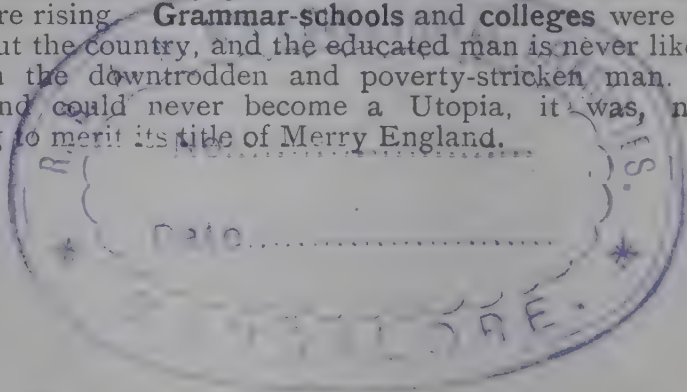 re rising. Grammar-schools and colleges were
ut the country, and the educated man is never like
the downtrodden and poverty-stricken man.
nd could never become a Utopia, it was,
to merit its title of Merry England.
Date